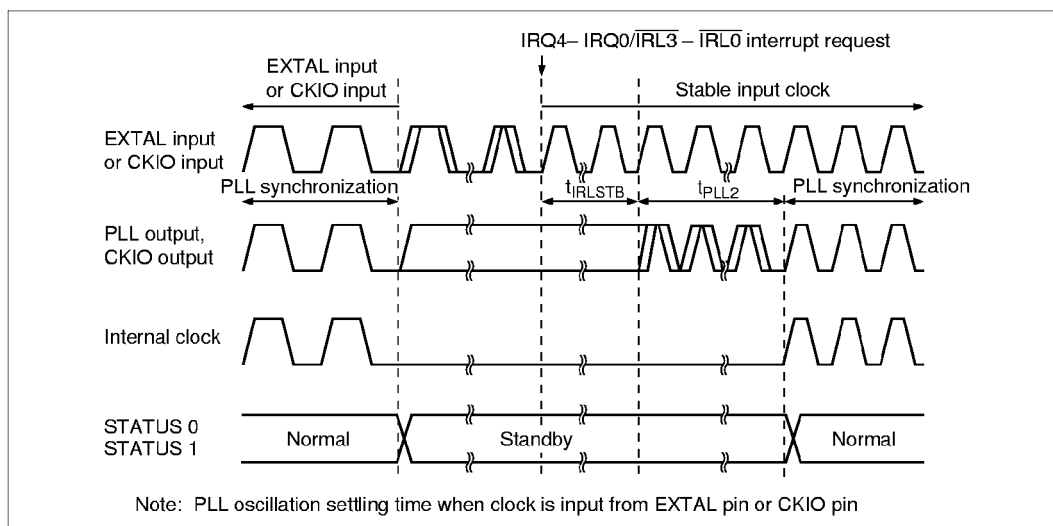 IRQ4– IRQ0/IRL3 – IRL0 interrupt request
EXTAL input
or CKIO input
Stable input clock
EXTAL input
or CKIO input
PLL synchronization
tIRLSTB
tPLL2
PLL synchronization
PLL output,
CKIO output
Internal clock
STATUS 0
STATUS 1
Normal
Standby
Normal
Note: PLL oscillation settling time when clock is input from EXTAL pin or CKIO pin